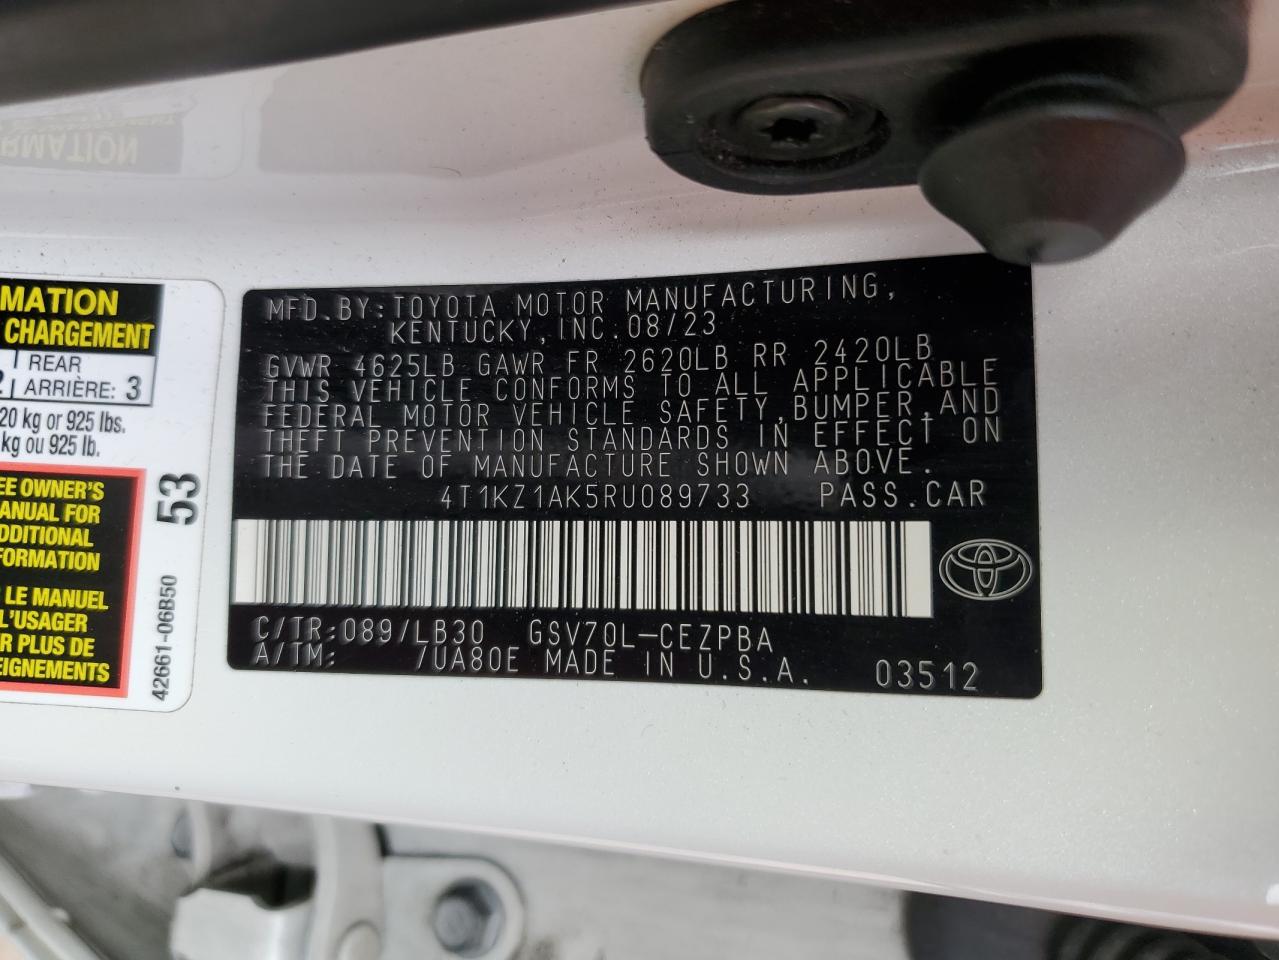 MATION
CHARGEMENT
REAR
ARRIÈRE: 3
20 kg or 925 lbs.
kg ou 925 lb.
EE OWNER'S
ANUAL FOR
DDITIONAL
FORMATION
LE MANUEL
L'USAGER
R PLUS DE
EIGNEMENTS
53
42661-06B50
MFD.BY:TOYOTA MOTOR MANUFACTURING,
KENTUCKY,INC.08/23
GVWR 4625LB GAWR FR 2620LB RR 2420LB
THIS VEHICLE CONFORMS TO ALL APPLICABLE
FEDERAL MOTOR VEHICLE SAFETY,BUMPER,AND
THEFT PREVENTION STANDARDS IN EFFECT ON
THE DATE OF MANUFACTURE SHOWN ABOVE.
4T1KZ1AK5RU089733 PASS.CAR
C/TR:089/LB30 GSV70L-CEZPBA
A/TM: /UA80E MADE IN U.S.A. 03512